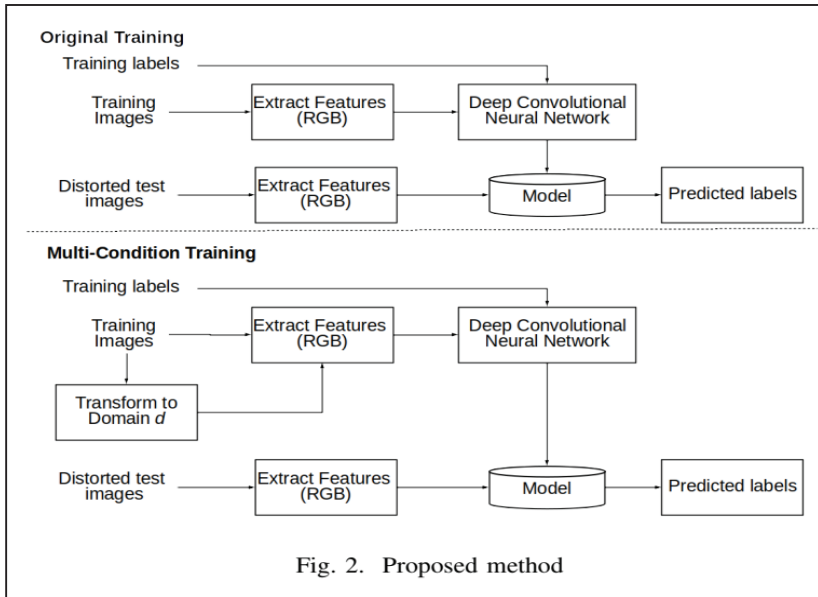 Original Training
Training labels
Training
Images
Extract Features
(RGB)
Deep Convolutional
Neural Network
Distorted test
images
Extract Features
(RGB)
Model
Predicted labels
Multi-Condition Training
Training labels
Training
Images
Extract Features
(RGB)
Deep Convolutional
Neural Network
Transform to
Domain d
Distorted test
images
Extract Features
(RGB)
Model
Predicted labels
Fig. 2. Proposed method